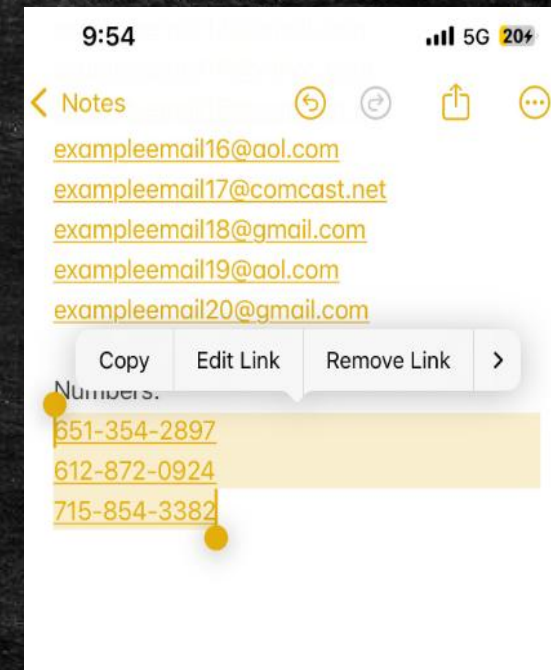 9:54 5G 20
Notes
exampleemail16@aol.com
exampleemail17@comcast.net
exampleemail18@gmail.com
exampleemail19@aol.com
exampleemail20@gmail.com
Copy Edit Link Remove Link >
Numbers:
651-354-2897
612-872-0924
715-854-3382